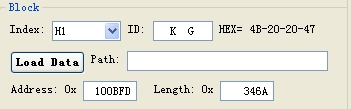 Block
Index: H1 ID: K  G HEX= 4B-20-20-47
Load Data Path:
Address: 0x 100BFD Length: 0x 346A